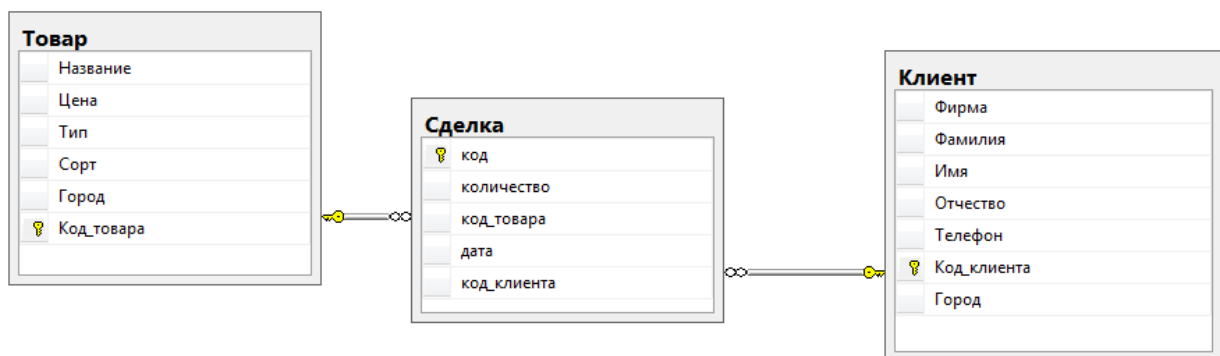 Товар
Название
Цена
Тип
Сорт
Город
Код_товара
Сделка
код
количество
код_товара
дата
код_клиента
Клиент
Фирма
Фамилия
Имя
Отчество
Телефон
Код_клиента
Город